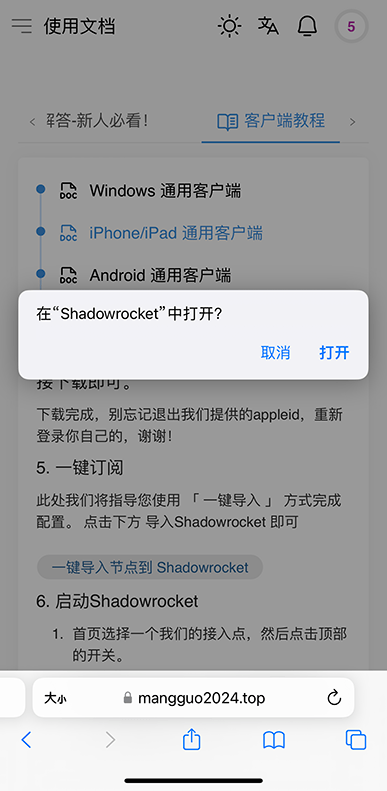 使用文档
5
解答-新人必看！
客户端教程
DOC Windows 通用客户端
DOC iPhone/iPad 通用客户端
DOC Android 通用客户端
在“Shadowrocket”中打开?
取消 打开
接下载即可。
下载完成，别忘记退出我们提供的appleid，重新
登录你自己的，谢谢！
5. 一键订阅
此处我们将指导您使用 「 一键导入 」 方式完成
配置。 点击下方 导入Shadowrocket 即可
一键导入节点到 Shadowrocket
6. 启动Shadowrocket
1. 首页选择一个我们的接入点，然后点击顶部
的开关。
大小 mangguo2024.top